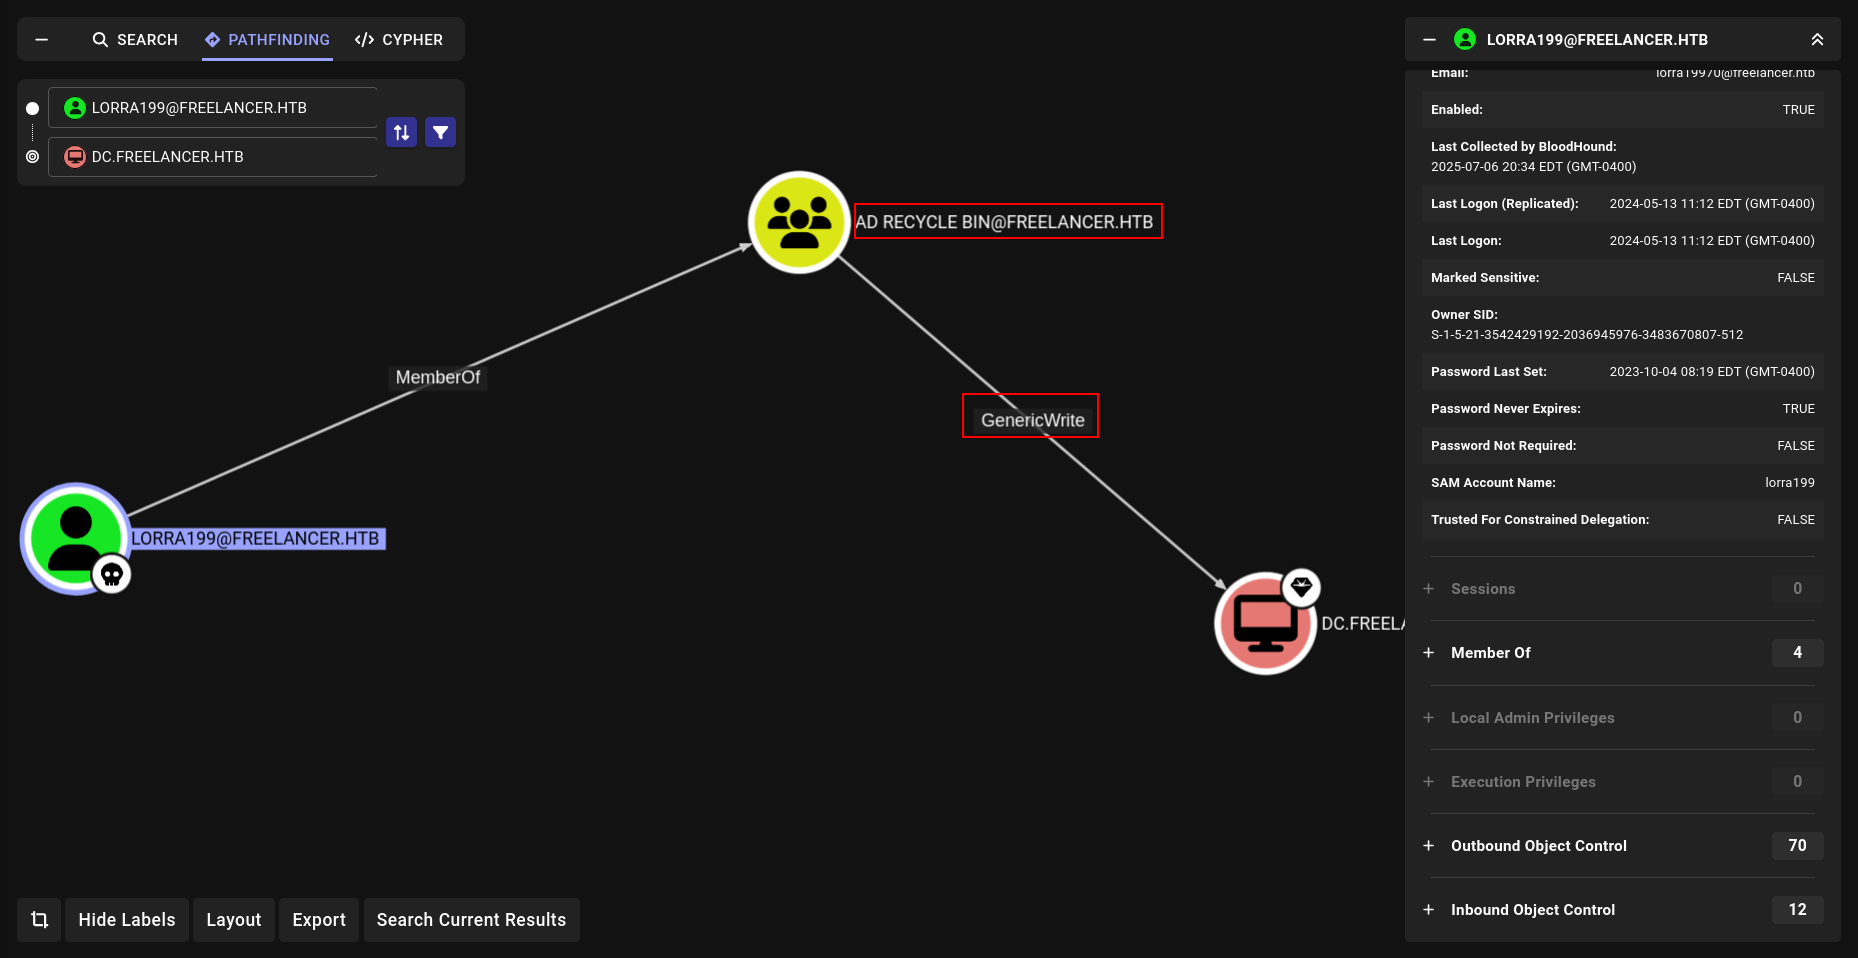 SEARCH
PATHFINDING
</> CYPHER
LORRA199@FREELANCER.HTB
DC.FREELANCER.HTB
AD RECYCLE BIN@FREELANCER.HTB
MemberOf
GenericWrite
LORRA199@FREELANCER.HTB
DC.FREELA
Hide Labels
Layout
Export
Search Current Results
LORRA199@FREELANCER.HTB
Email: lorra19970@freelancer.htb
Enabled: TRUE
Last Collected by BloodHound:
2025-07-06 20:34 EDT (GMT-0400)
Last Logon (Replicated): 2024-05-13 11:12 EDT (GMT-0400)
Last Logon: 2024-05-13 11:12 EDT (GMT-0400)
Marked Sensitive: FALSE
Owner SID:
S-1-5-21-3542429192-2036945976-3483670807-512
Password Last Set: 2023-10-04 08:19 EDT (GMT-0400)
Password Never Expires: TRUE
Password Not Required: FALSE
SAM Account Name: lorra199
Trusted For Constrained Delegation: FALSE
+ Sessions 0
+ Member Of 4
+ Local Admin Privileges 0
+ Execution Privileges 0
+ Outbound Object Control 70
+ Inbound Object Control 12